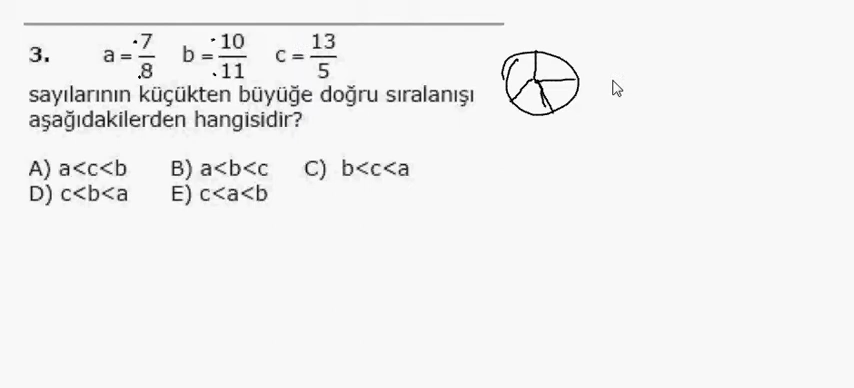 3. a = 7/8 b = 10/11 c = 13/5
sayılarının küçükten büyüğe doğru sıralanışı
aşağıdakilerden hangisidir?
A) a<c<b B) a<b<c C) b<c<a
D) c<b<a E) c<a<b